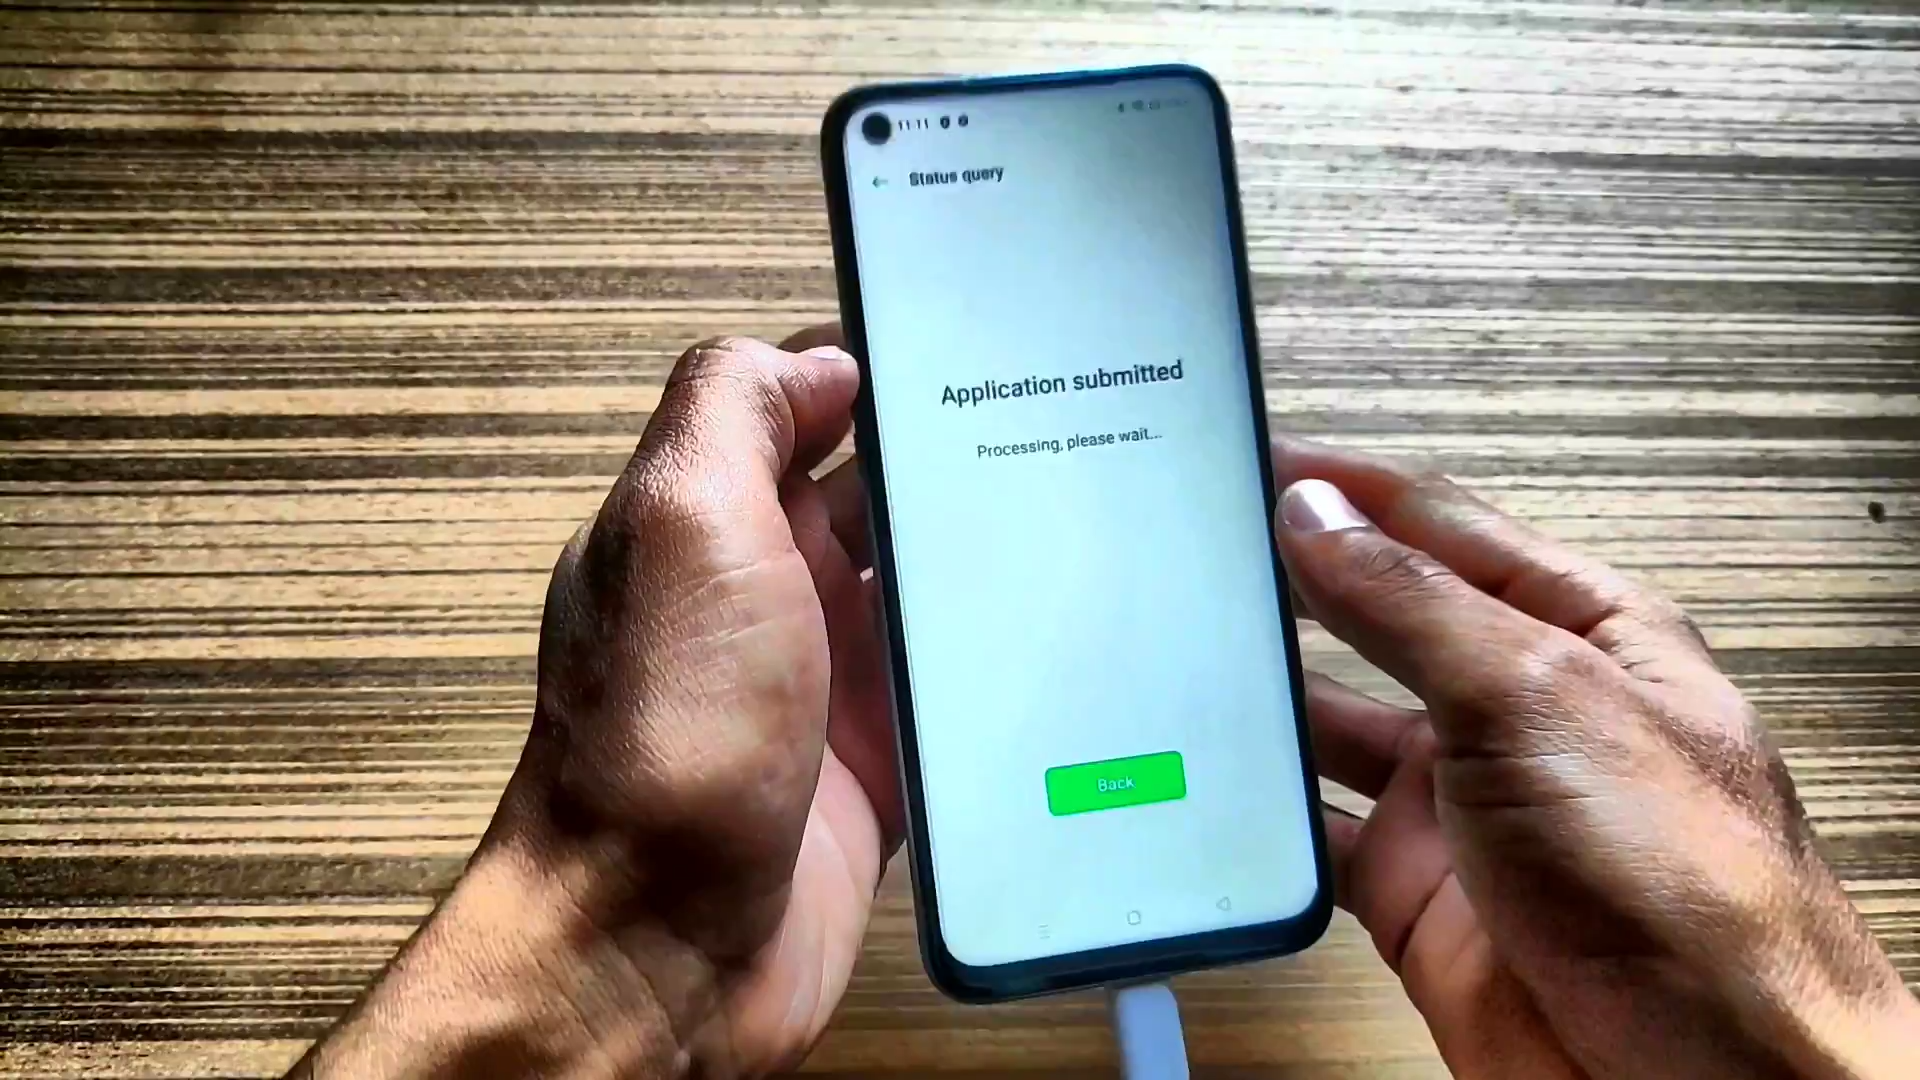 11:11
Status query
Application submitted
Processing, please wait...
Back